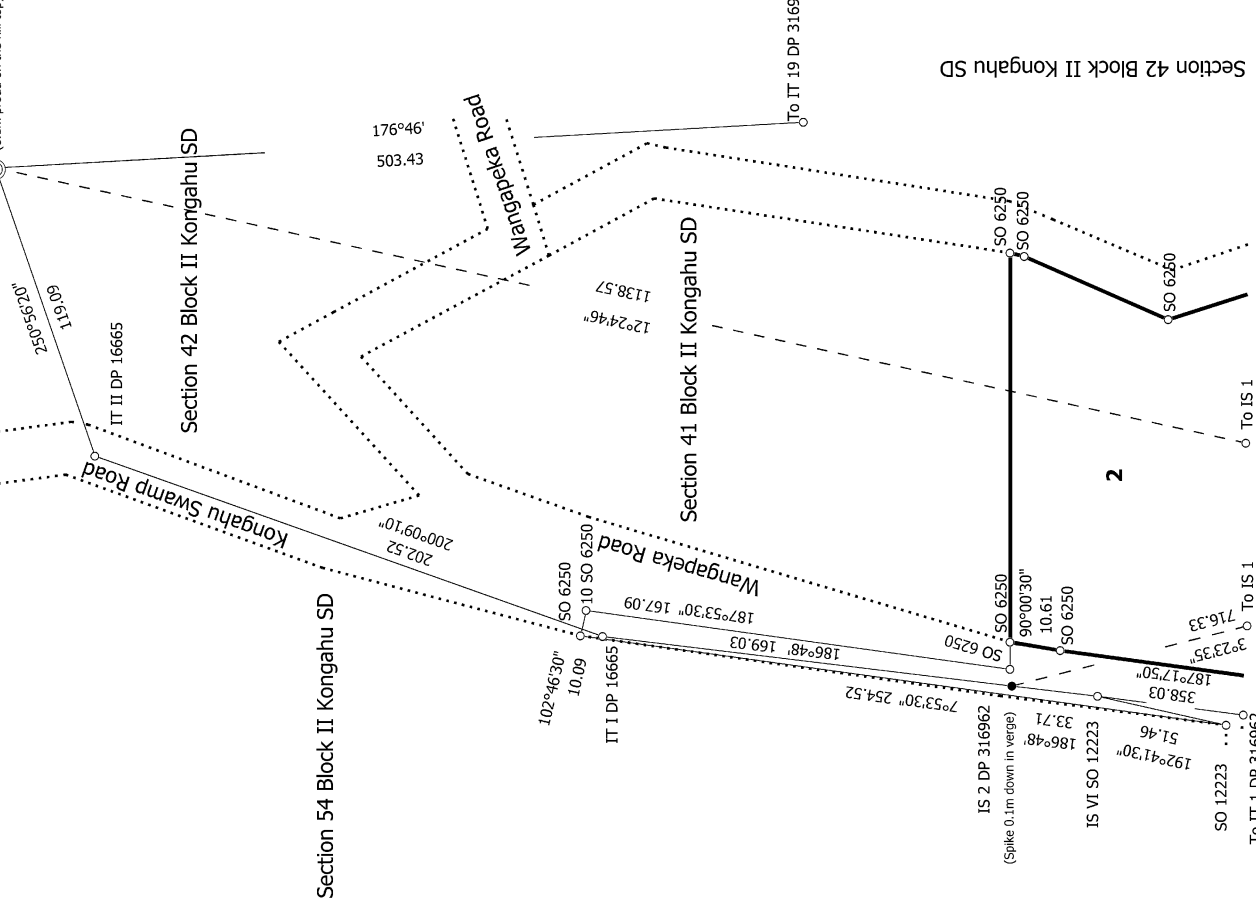 To IT 19 DP 3169
Section 42 Block II Kongahu SD
176°46'
503.43
Wangapeka Road
Section 42 Block II Kongahu SD
250°56'20"
119.09
IT II DP 16665
Kongahu Swamp Road
202.52
200°09'10"
1138.57
12°24'46"
Section 41 Block II Kongahu SD
SO 6250
SO 6250
SO 6250
To IS 1
2
Wangapeka Road
SO 6250
10 SO 6250
187°53'30" 167.09
186°48' 169.03
SO 6250
SO 6250
90°00'30"
10.61
SO 6250
To IS 1
716.33
3°23'35"
187°17'50"
358.03
102°46'30"
10.09
IT I DP 16665
7°53'30" 254.52
Section 54 Block II Kongahu SD
IS 2 DP 316962
(Spike 0.1m down in verge)
33.71
186°48'
IS VI SO 12223
51.46
192°41'30"
SO 12223
To IT 1 DP 316962